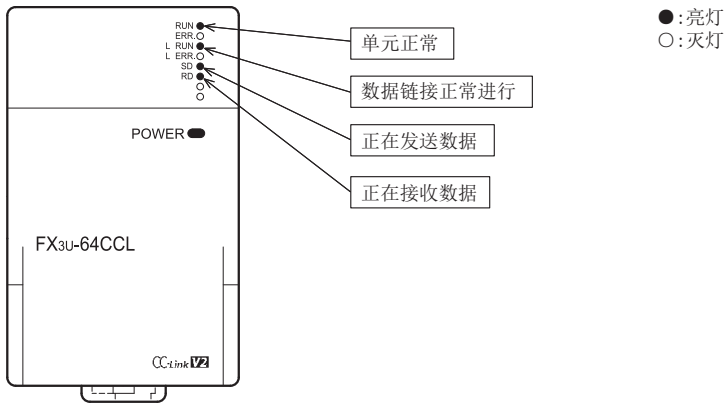 RUN
ERR.
L RUN
L ERR.
SD
RD
POWER
FX3U-64CCL
CC-Link V2
单元正常
数据链接正常进行
正在发送数据
正在接收数据
●:亮灯
○:灭灯